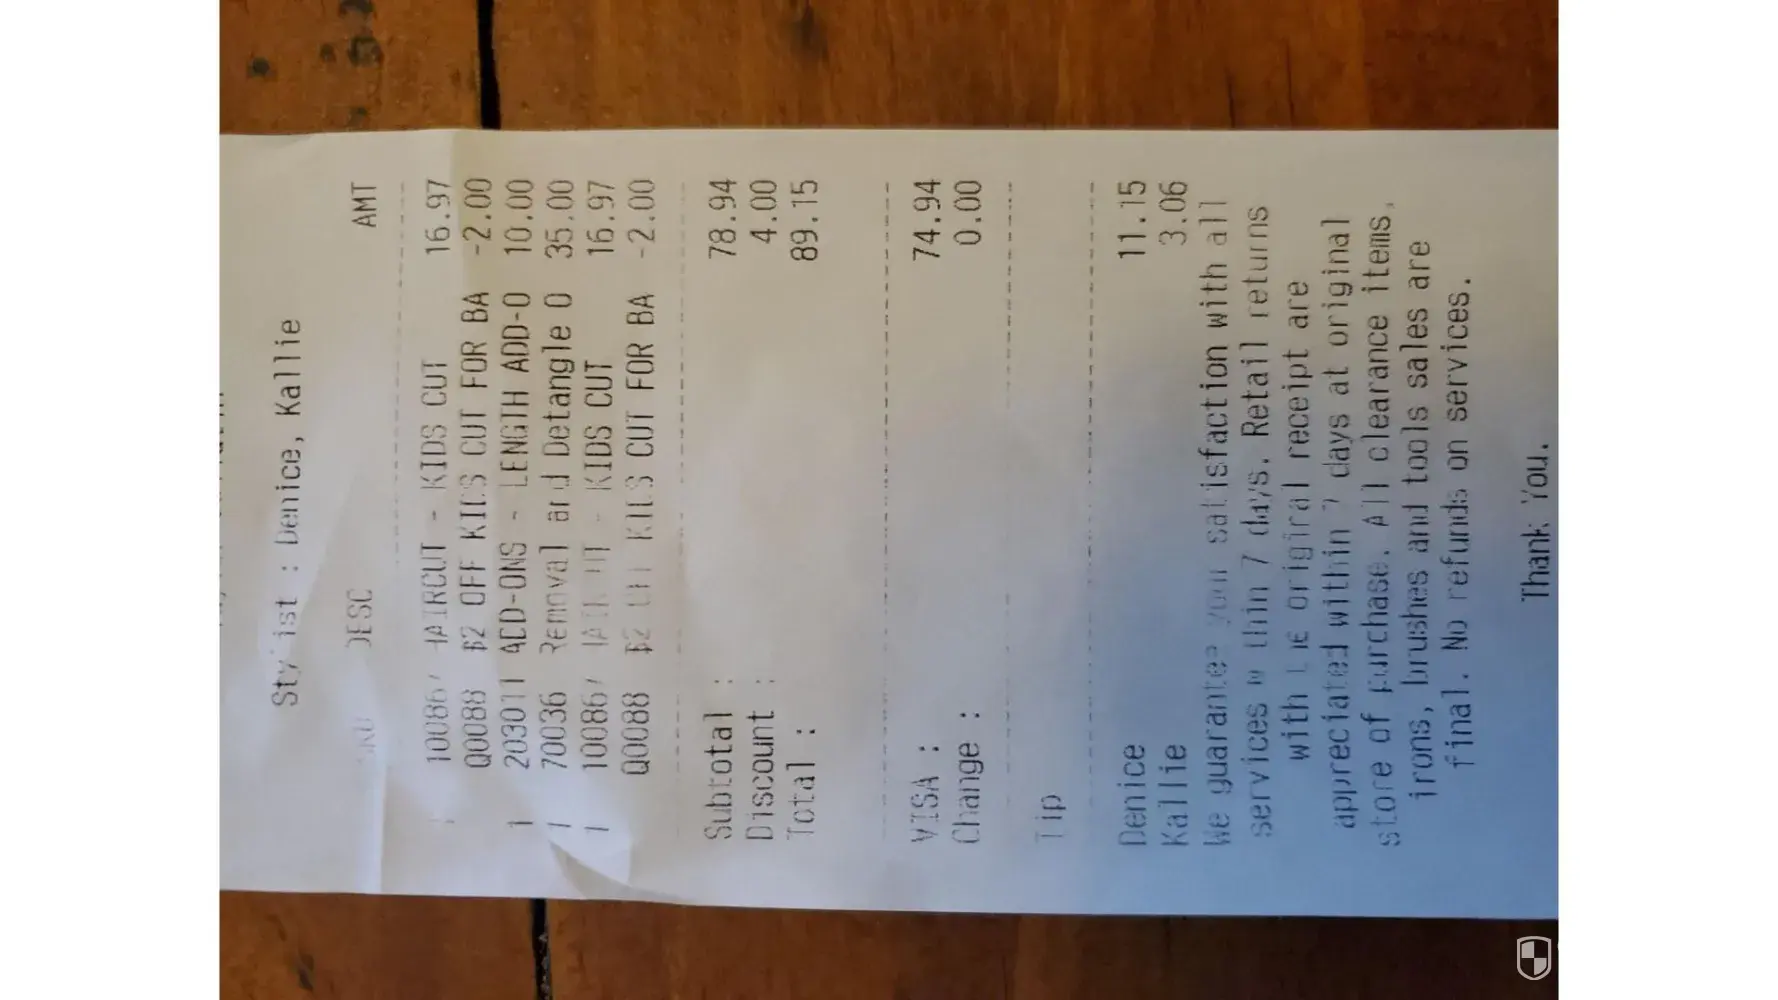 Stylist : Denice, Kallie
DESC AMT
10086 HAIRCUT - KIDS CUT 16.97
Q0088 $2 OFF KIDS CUT FOR BA -2.00
1 203011 ADD-ONS - LENGTH ADD-O 10.00
1 70036 Removal and Detangle O 35.00
1 10086 HAIRCUT - KIDS CUT 16.97
Q0088 $2 OFF KIDS CUT FOR BA -2.00
Subtotal : 78.94
Discount : 4.00
Total : 89.15
VISA : 74.94
Change : 0.00
Tip
Denice 11.15
Kallie 3.06
We guarantee your satisfaction with all
services within 7 days. Retail returns
with the original receipt are
appreciated within 7 days at original
store of purchase. All clearance items,
irons, brushes and tools sales are
final. No refunds on services.
Thank You.